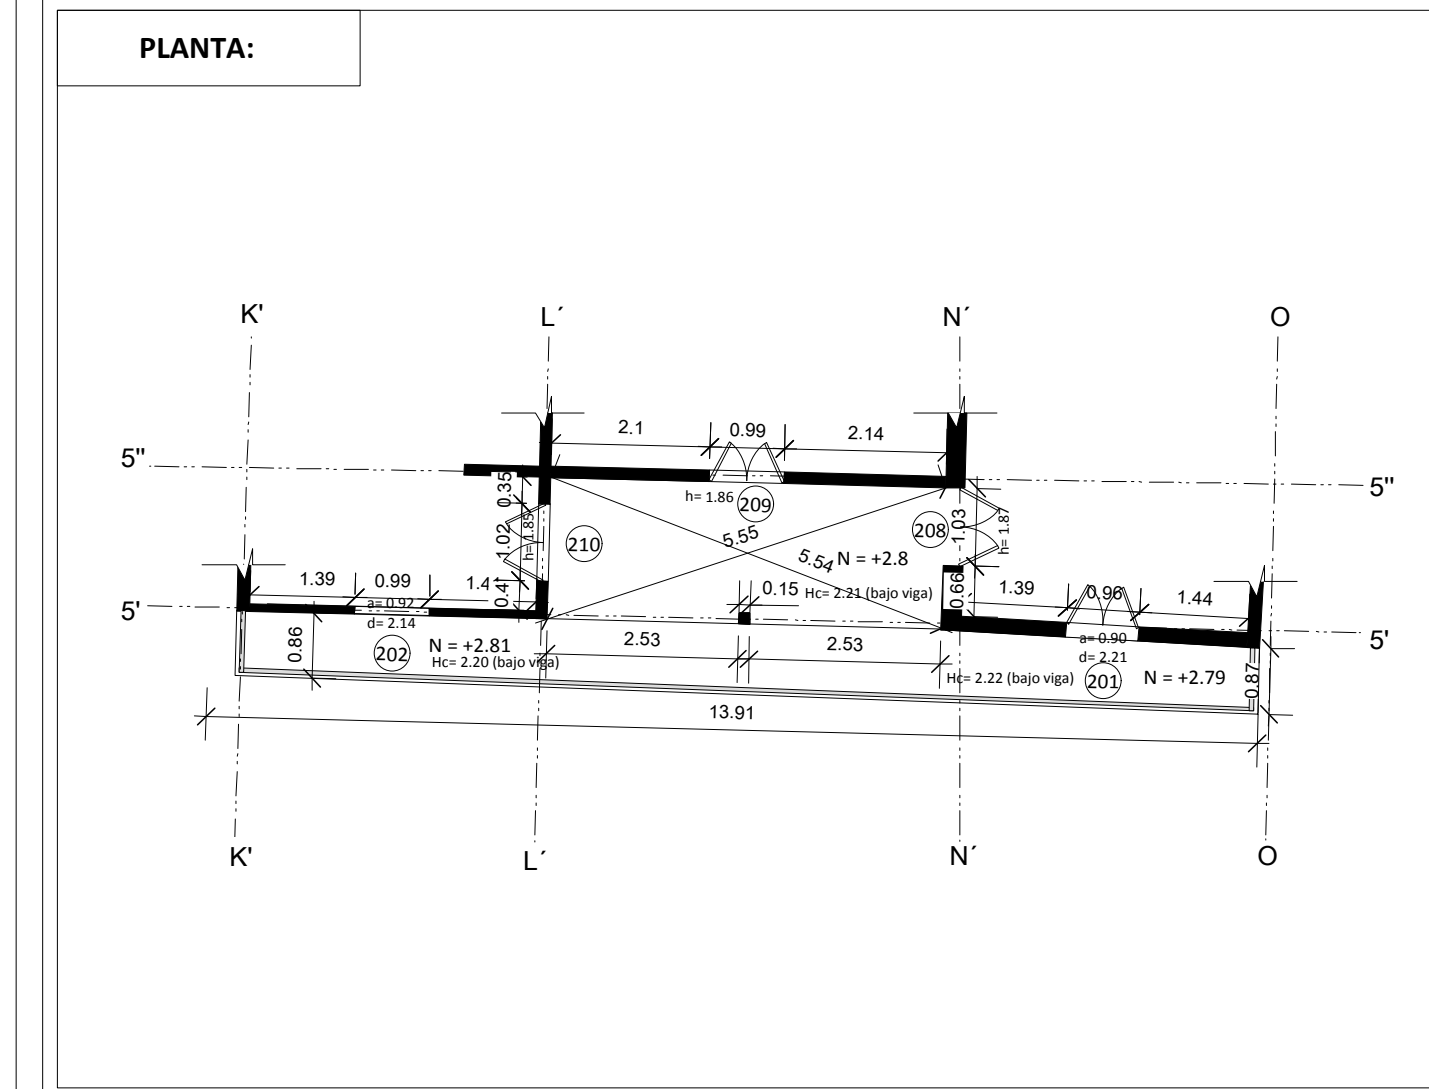 PLANTA:
K'
L´
N´
O
2.1
0.99
2.14
5"
5"
0.35
h= 1.86
209
1.02
h= 1.85
210
5.55
5.54
208
1.03
h= 1.87
N = +2.8
1.39
0.99
1.41
0.41
a= 0.92
d= 2.14
0.15
Hc= 2.21 (bajo viga)
0.66
1.39
0.96
1.44
5'
5'
0.86
202
N = +2.81
Hc= 2.20 (bajo viga)
2.53
2.53
a= 0.90
d= 2.21
Hc= 2.22 (bajo viga)
201
N = +2.79
0.87
13.91
K'
L´
N´
O